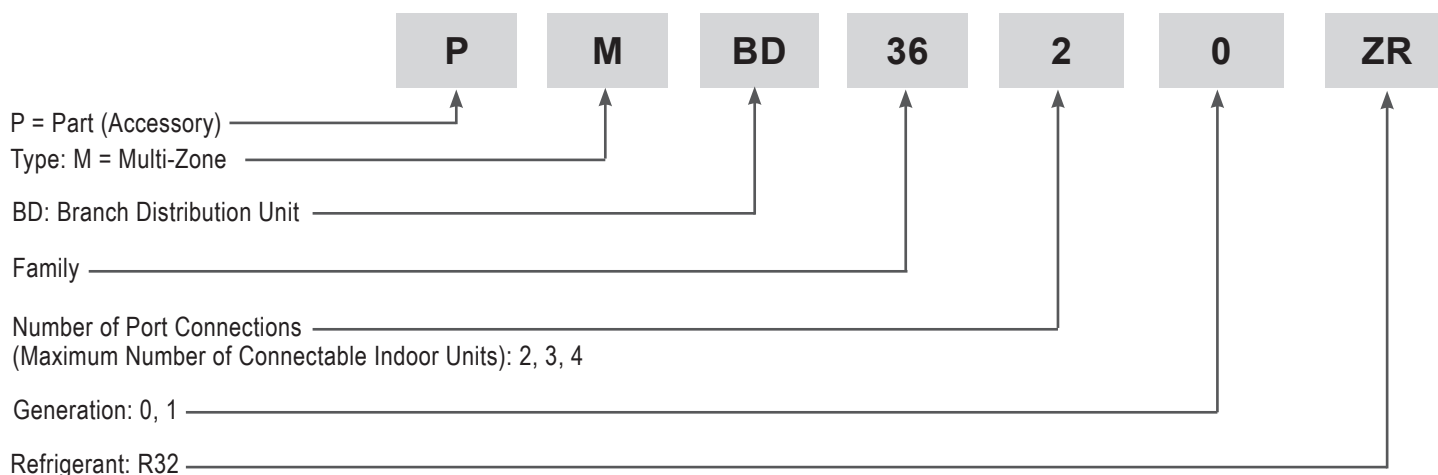 P M BD 36 2 0 ZR
P = Part (Accessory)
Type: M = Multi-Zone
BD: Branch Distribution Unit
Family
Number of Port Connections
(Maximum Number of Connectable Indoor Units): 2, 3, 4
Generation: 0, 1
Refrigerant: R32